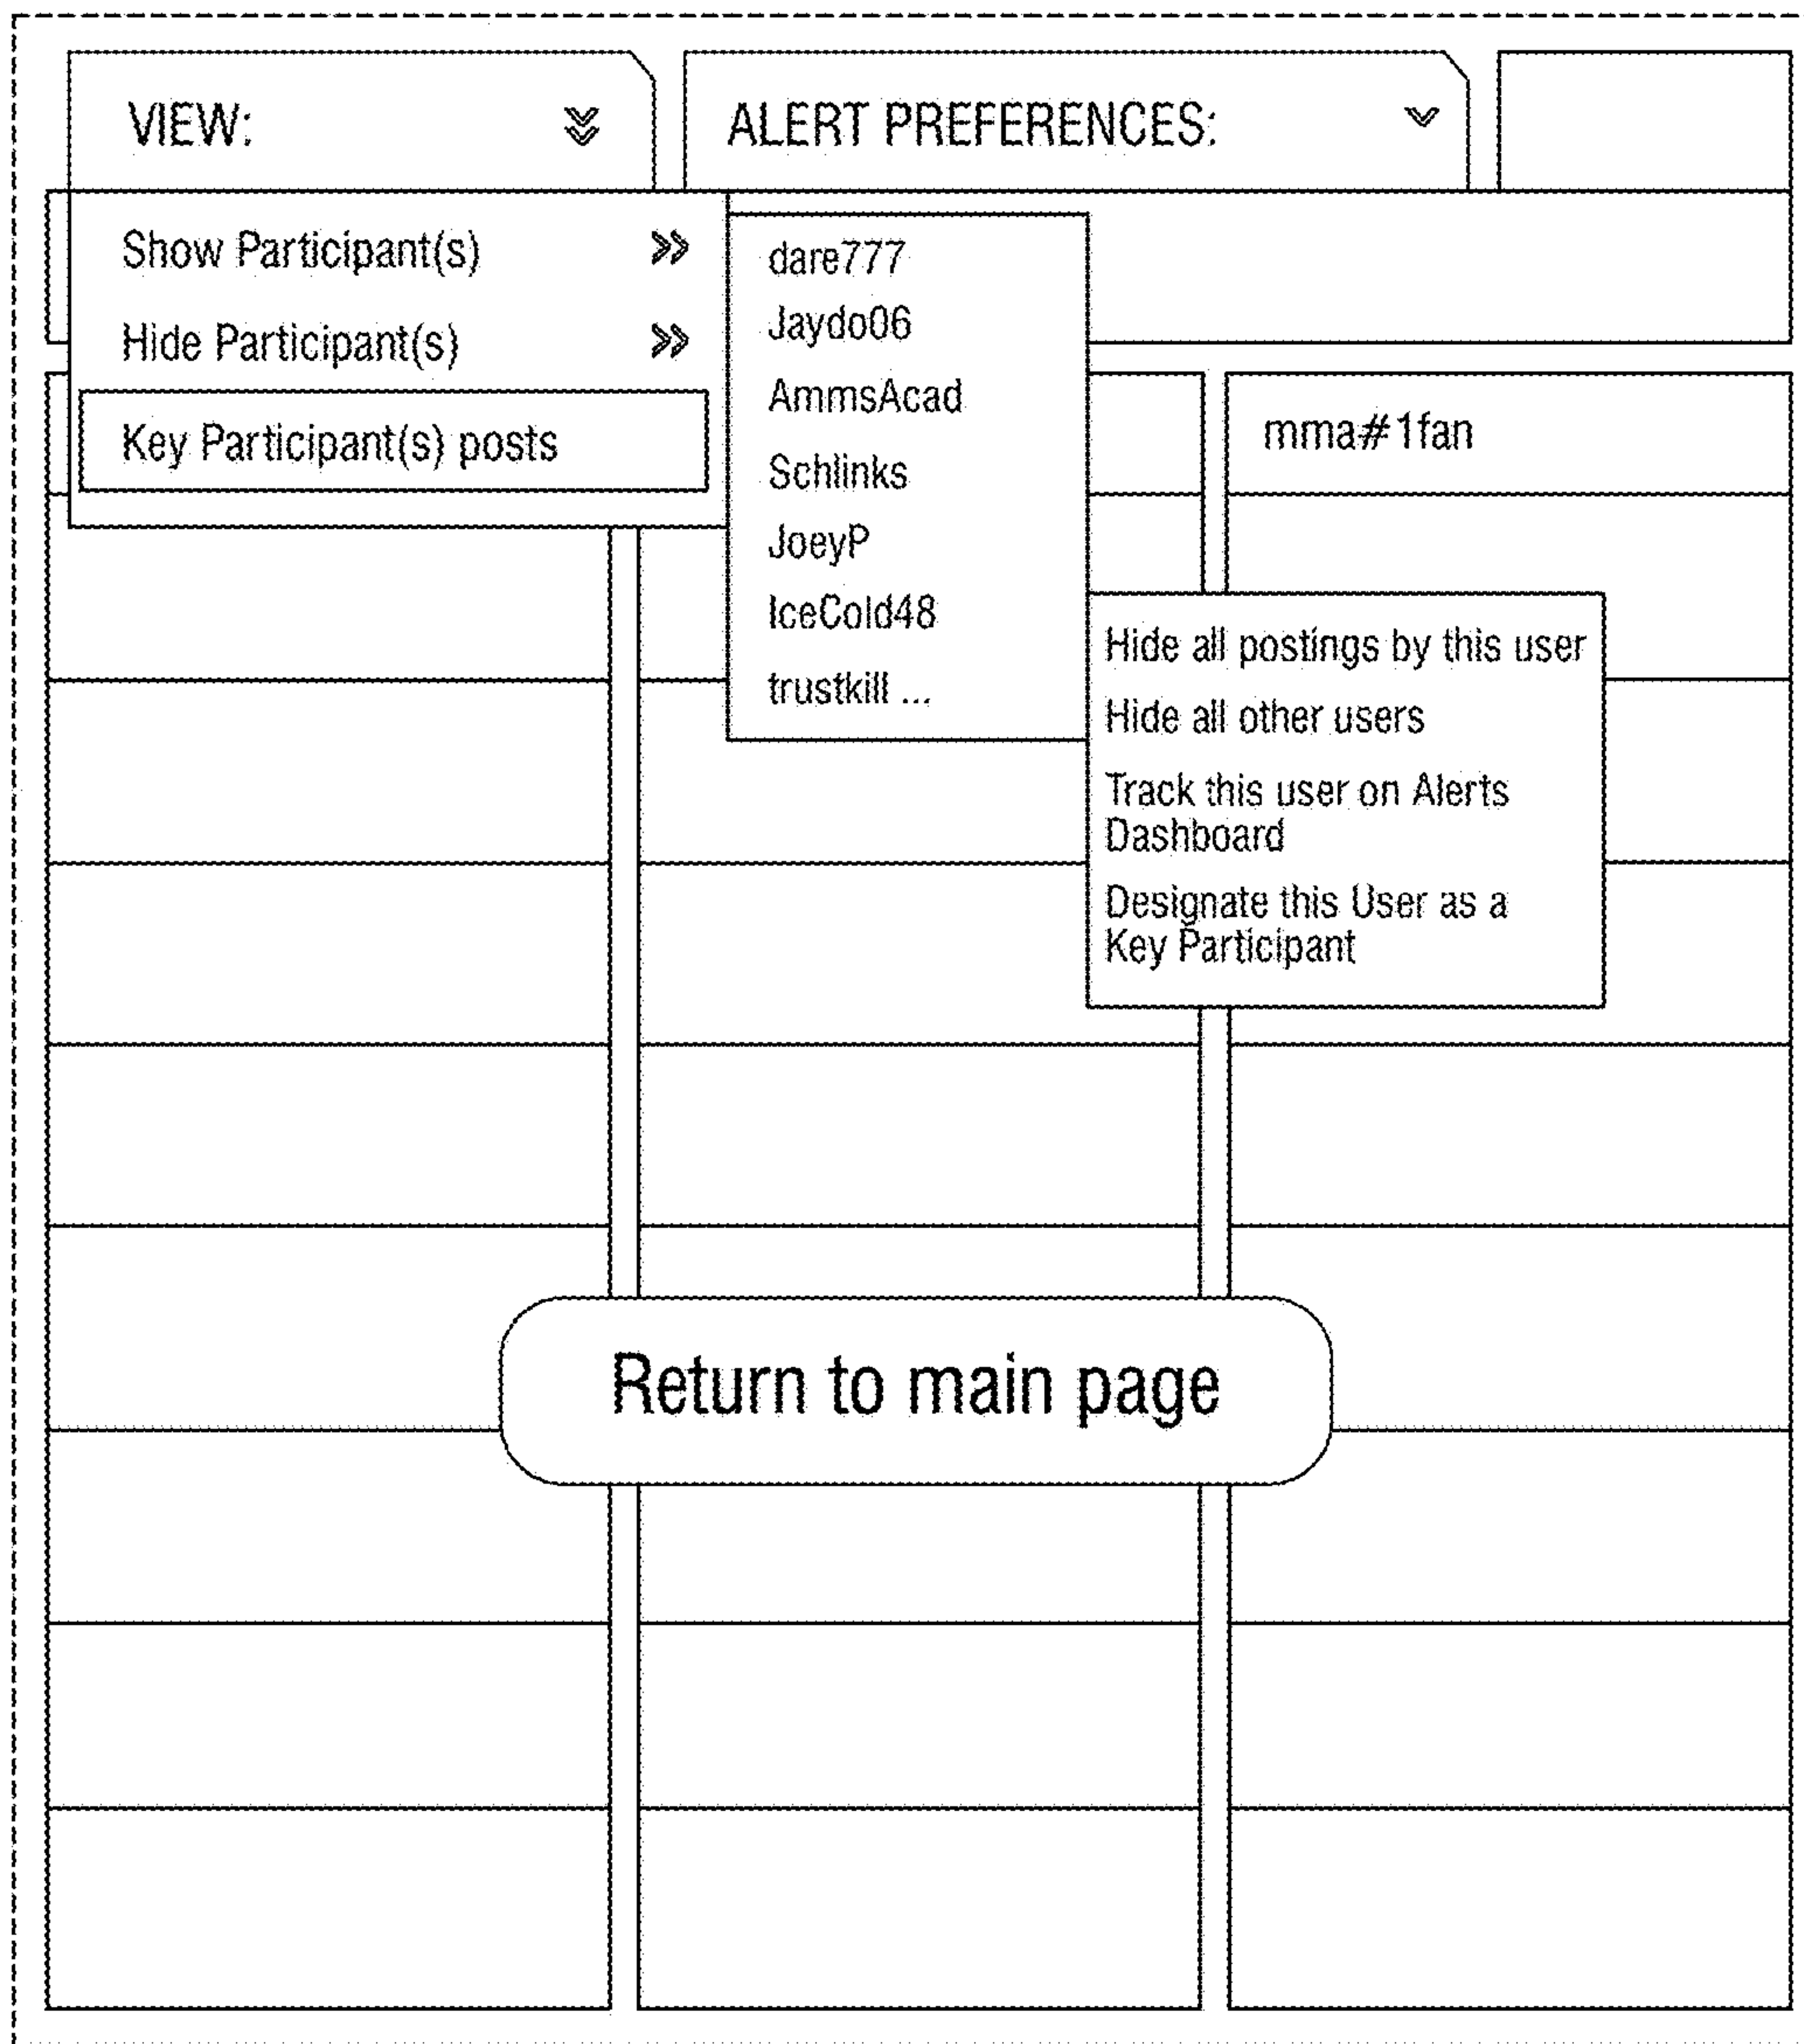 VIEW:
ALERT PREFERENCES:
Show Participant(s)
Hide Participant(s)
Key Participant(s) posts
dare777
Jaydo06
AmmsAcad
Schlinks
JoeyP
IceCold48
trustkill ...
mma#1fan
Hide all postings by this user
Hide all other users
Track this user on Alerts
Dashboard
Designate this User as a
Key Participant
Return to main page